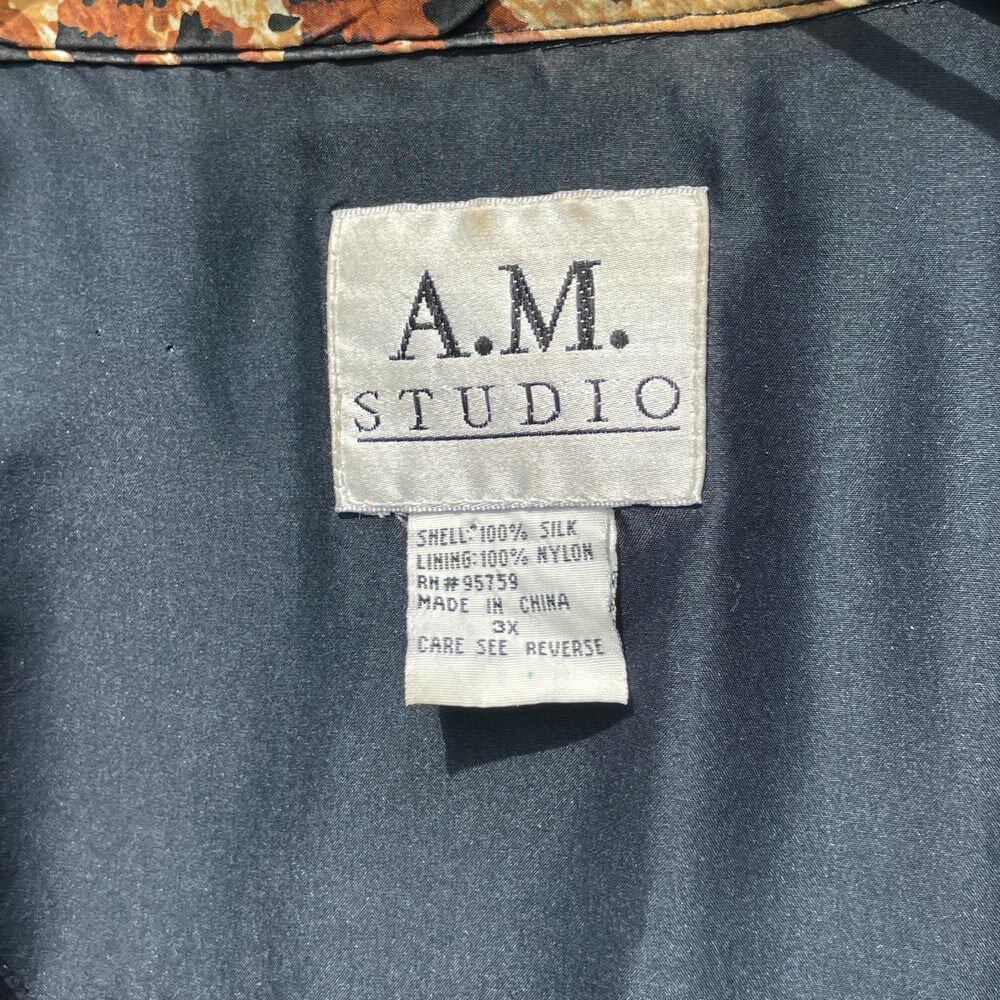 A.M.
STUDIO
SHELL:100% SILK
LINING:100% NYLON
RN#95759
MADE IN CHINA
3X
CARE SEE REVERSE